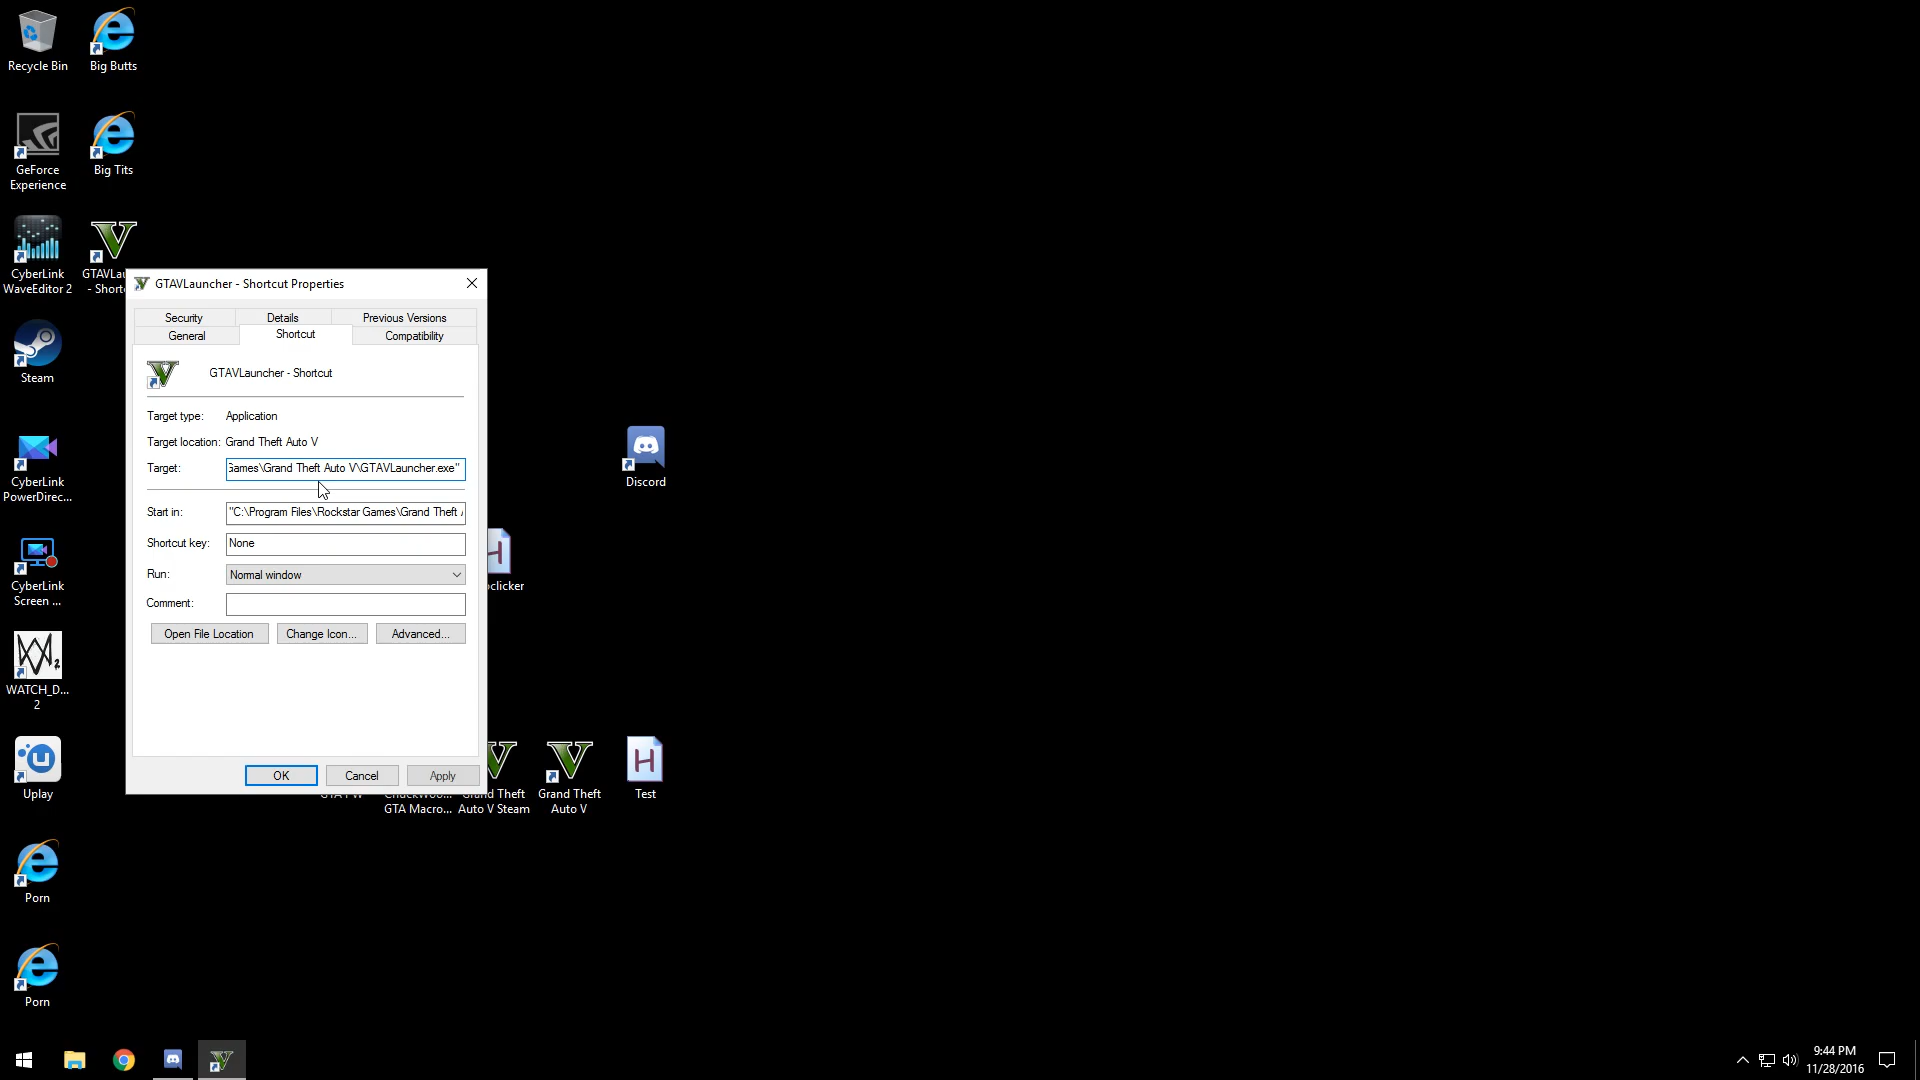 Recycle Bin
Big Butts
GeForce
Experience
Big Tits
CyberLink
WaveEditor 2
GTAVLau
- Short
Steam
CyberLink
PowerDirec...
CyberLink
Screen ...
WATCH_D...
2
Uplay
Porn
Porn
GTAVLauncher - Shortcut Properties
Security
Details
Previous Versions
General
Shortcut
Compatibility
GTAVLauncher - Shortcut
Target type:
Application
Target location:
Grand Theft Auto V
Target:
Games\Grand Theft Auto V\GTAVLauncher.exe"
Start in:
"C:\Program Files\Rockstar Games\Grand Theft A
Shortcut key:
None
Run:
Normal window
Comment:
Open File Location
Change Icon...
Advanced...
OK
Cancel
Apply
Discord
oclicker
GTA Macro...
Grand Theft
Auto V Steam
Grand Theft
Auto V
Test
9:44 PM
11/28/2016